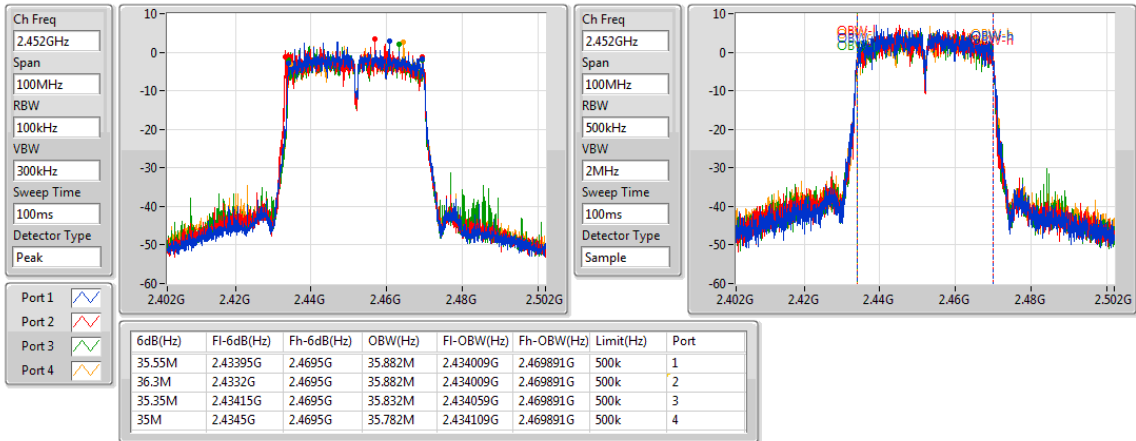 Ch Freq
2.452GHz
Span
100MHz
RBW
100kHz
VBW
300kHz
Sweep Time
100ms
Detector Type
Peak
10
0
-10
-20
-30
-40
-50
-60
2.402G 2.42G 2.44G 2.46G 2.48G 2.502G
Ch Freq
2.452GHz
Span
100MHz
RBW
500kHz
VBW
2MHz
Sweep Time
100ms
Detector Type
Sample
10
0
-10
-20
-30
-40
-50
-60
OBW-h
2.402G 2.42G 2.44G 2.46G 2.48G 2.502G
Port 1
Port 2
Port 3
Port 4
6dB(Hz) Fl-6dB(Hz) Fh-6dB(Hz) OBW(Hz) Fl-OBW(Hz) Fh-OBW(Hz) Limit(Hz) Port
35.55M 2.43395G 2.4695G 35.882M 2.434009G 2.469891G 500k 1
36.3M 2.4332G 2.4695G 35.882M 2.434009G 2.469891G 500k 2
35.35M 2.43415G 2.4695G 35.832M 2.434059G 2.469891G 500k 3
35M 2.4345G 2.4695G 35.782M 2.434109G 2.469891G 500k 4